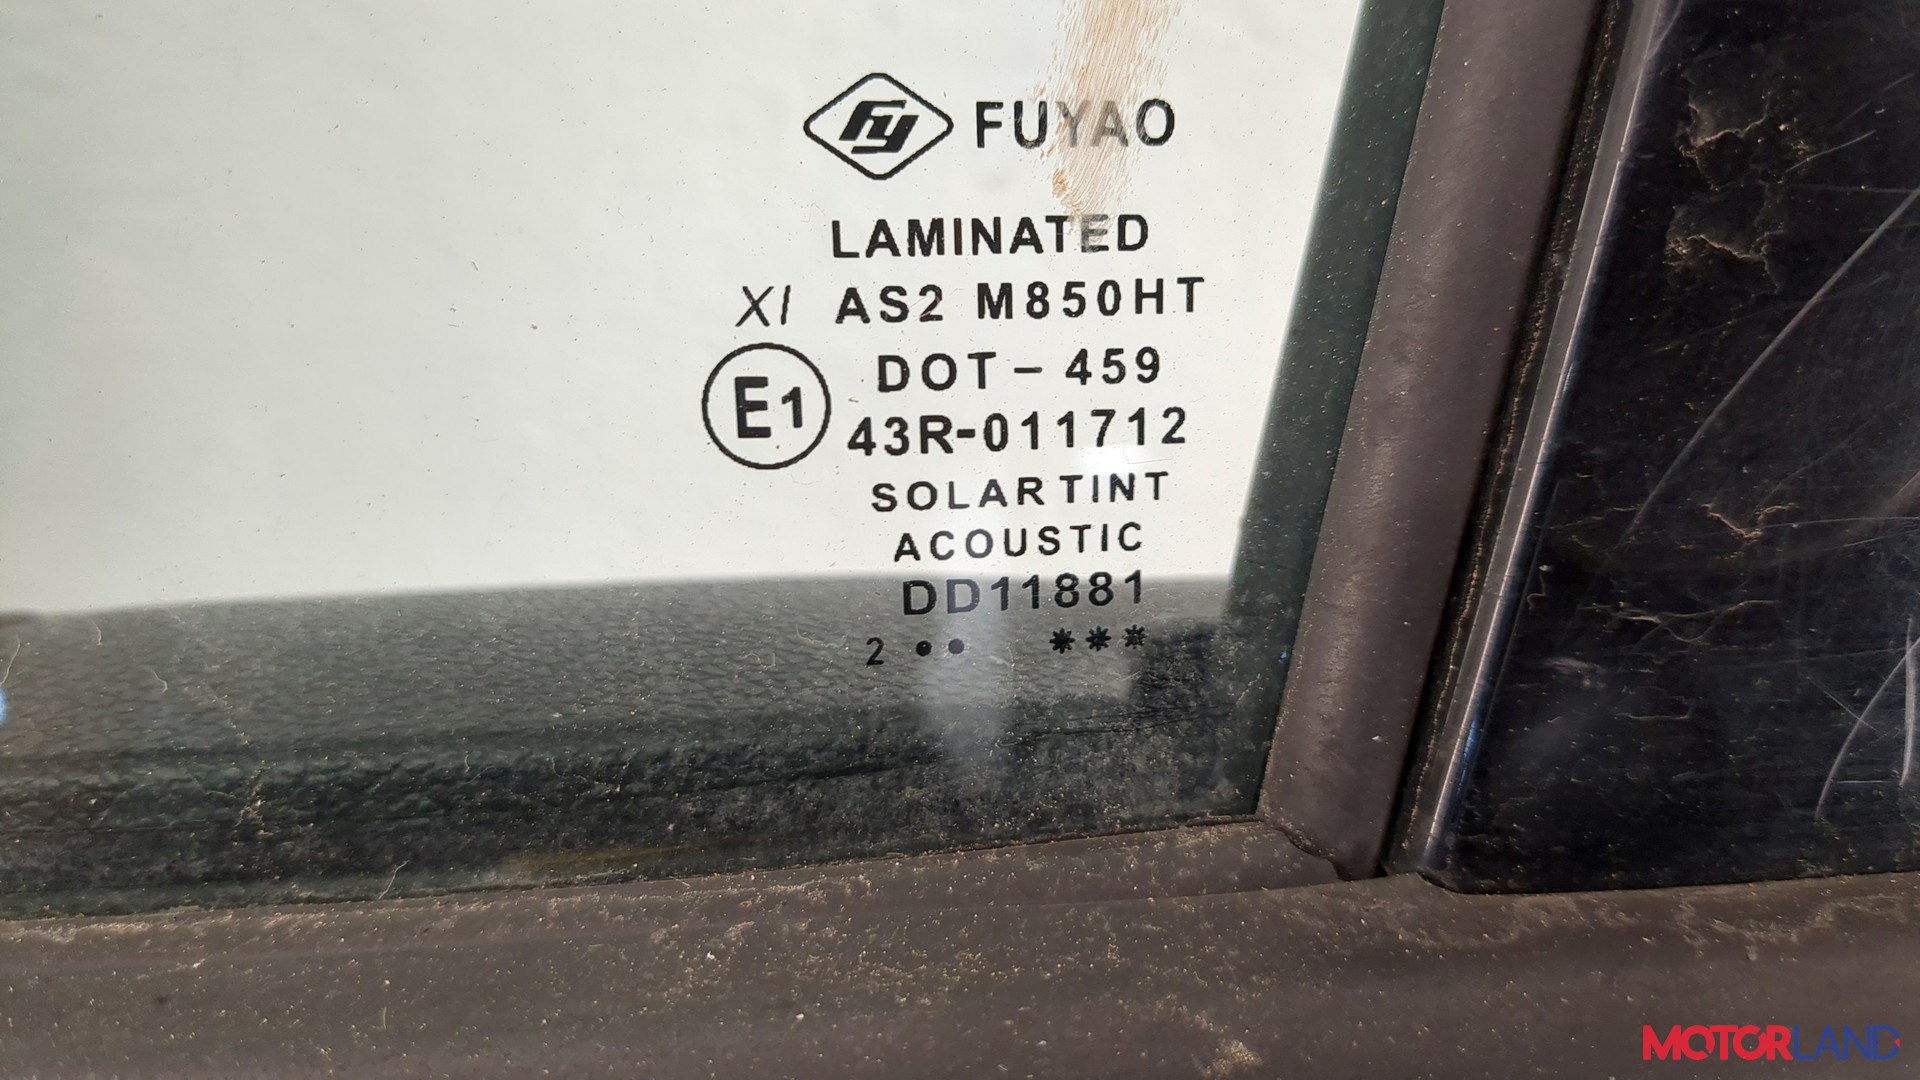 fy FUYAO
LAMINATED
XI AS2 M850HT
DOT – 459
E1 43R-011712
SOLAR TINT
ACOUSTIC
DD11881
2 •• ***
MOTORLAND